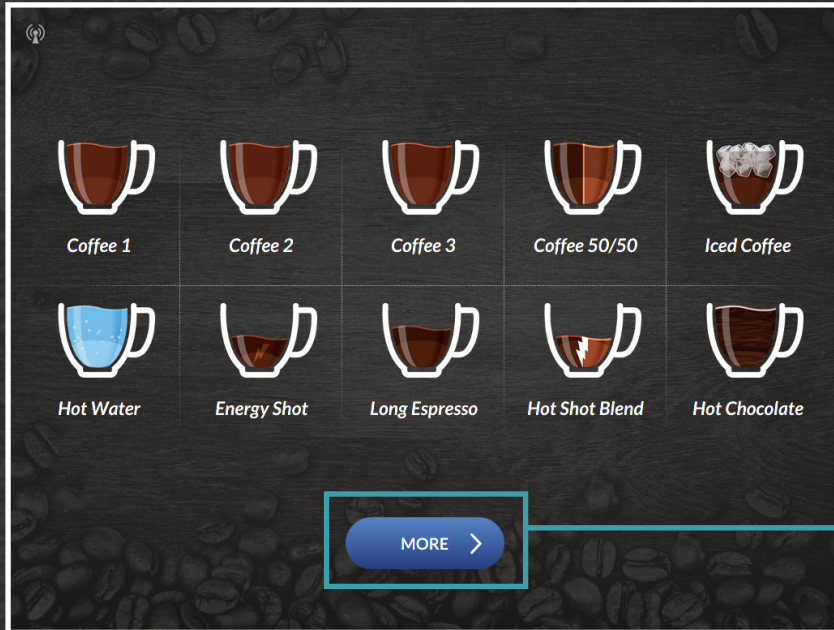 Coffee 1
Coffee 2
Coffee 3
Coffee 50/50
Iced Coffee
Hot Water
Energy Shot
Long Espresso
Hot Shot Blend
Hot Chocolate
MORE